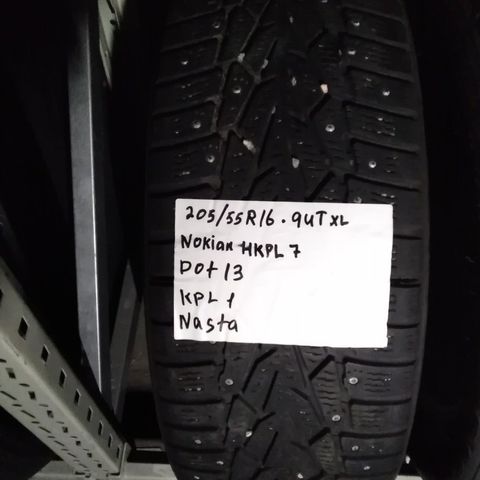 205/55R16. 94T XL
Nokian HKPL 7
Dot 13
KPL 1
Nasta